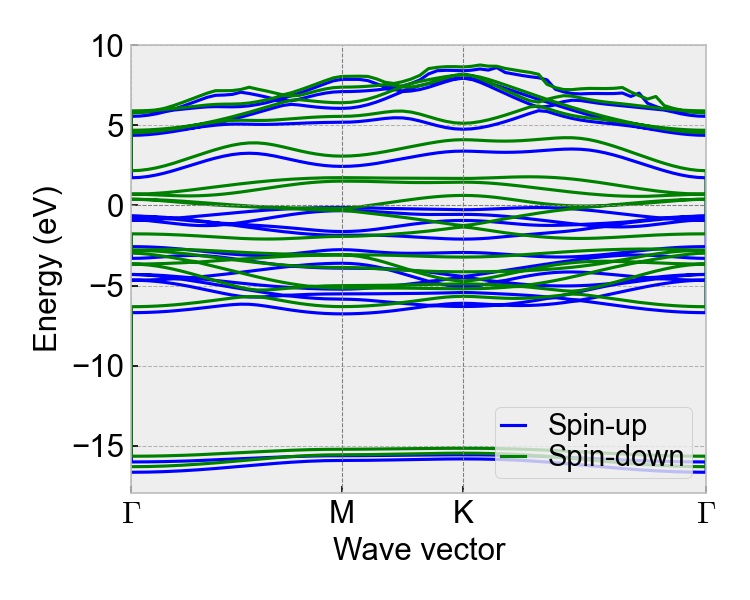 Energy (eV)
10
5
0
−5
−10
−15
Spin-up
Spin-down
Γ M K Γ
Wave vector